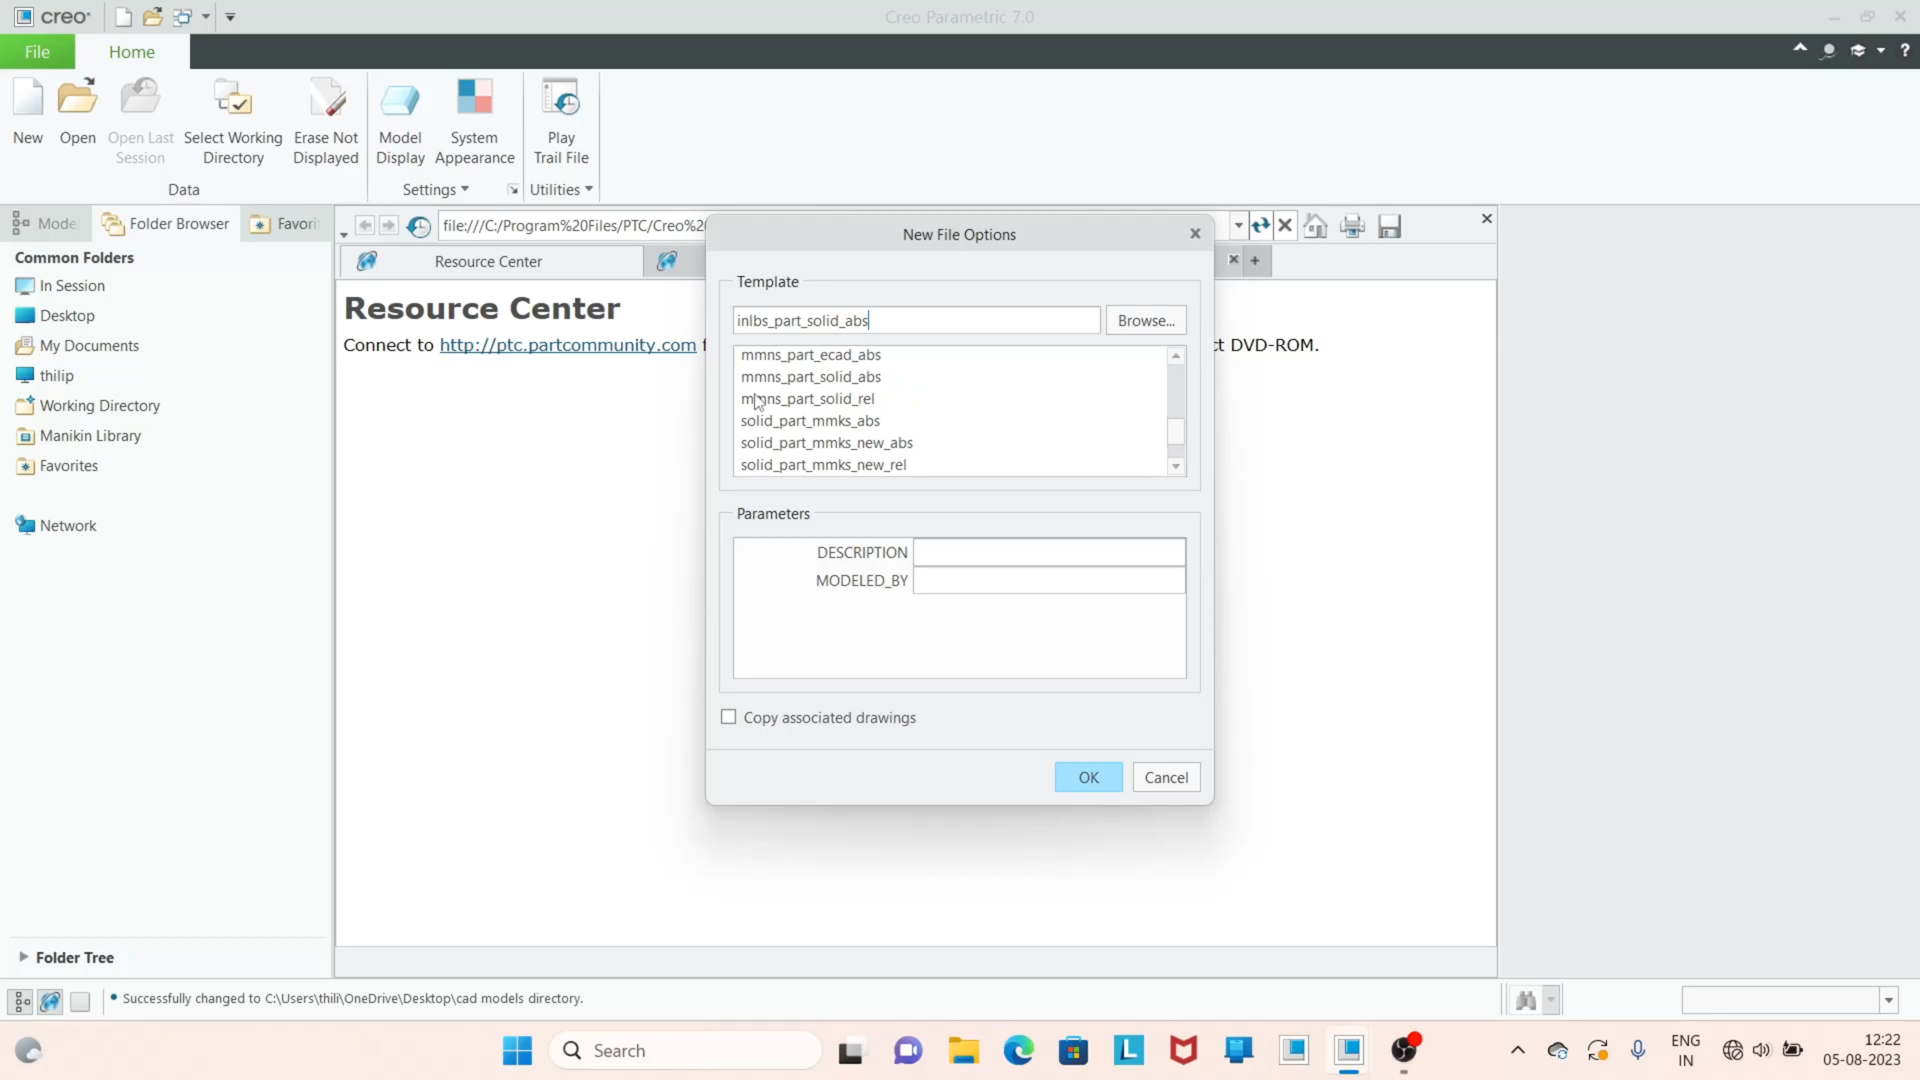 creo
Creo Parametric 7.0
File
Home
New
Open
Open Last
Session
Select Working
Directory
Erase Not
Displayed
Model
Display
System
Appearance
Play
Trail File
Data
Settings
Utilities
Mode
Folder Browser
Favori
file:///C:/Program%20Files/PTC/Creo%2
Resource Center
Common Folders
In Session
Desktop
My Documents
thilip
Working Directory
Manikin Library
Favorites
Network
Folder Tree
Resource Center
Connect to http://ptc.partcommunity.com f
ct DVD-ROM.
New File Options
Template
inlbs_part_solid_abs
Browse...
mmns_part_ecad_abs
mmns_part_solid_abs
mmns_part_solid_rel
solid_part_mmks_abs
solid_part_mmks_new_abs
solid_part_mmks_new_rel
Parameters
DESCRIPTION
MODELED_BY
Copy associated drawings
OK
Cancel
• Successfully changed to C:\Users\thili\OneDrive\Desktop\cad models directory.
Search
ENG
IN
12:22
05-08-2023